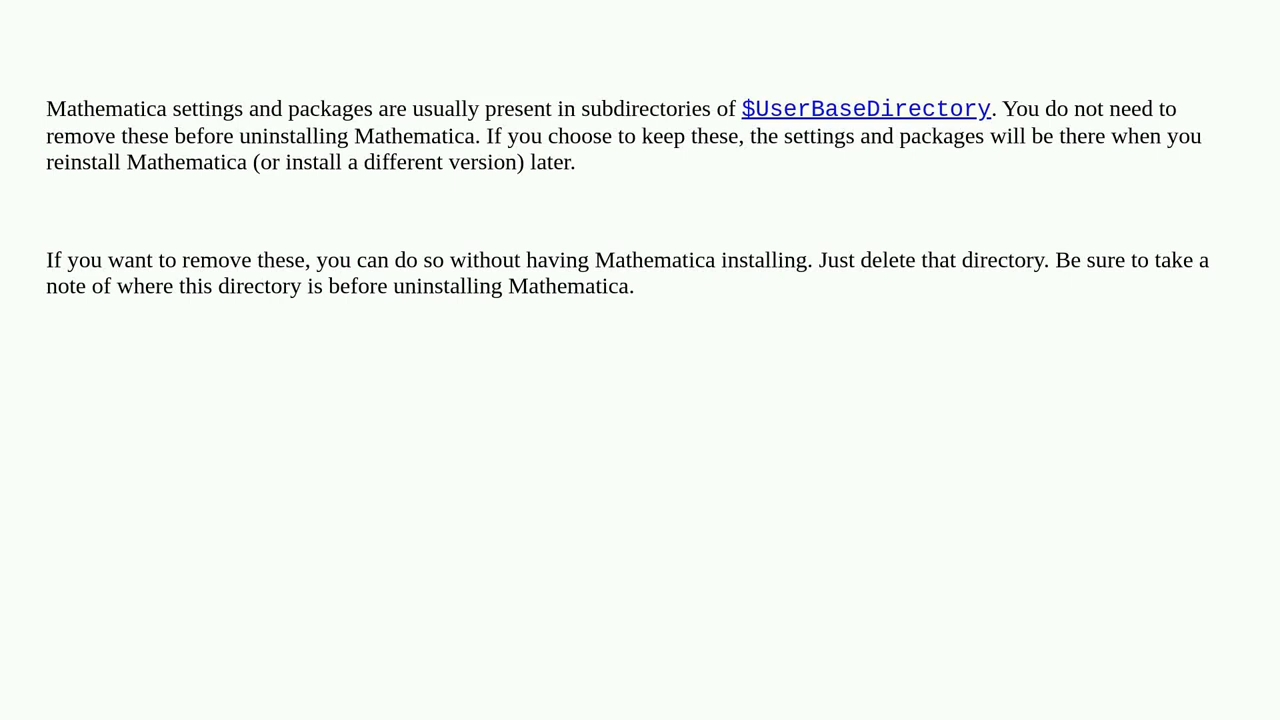 Mathematica settings and packages are usually present in subdirectories of $UserBaseDirectory. You do not need to
remove these before uninstalling Mathematica. If you choose to keep these, the settings and packages will be there when you
reinstall Mathematica (or install a different version) later.
If you want to remove these, you can do so without having Mathematica installing. Just delete that directory. Be sure to take a
note of where this directory is before uninstalling Mathematica.